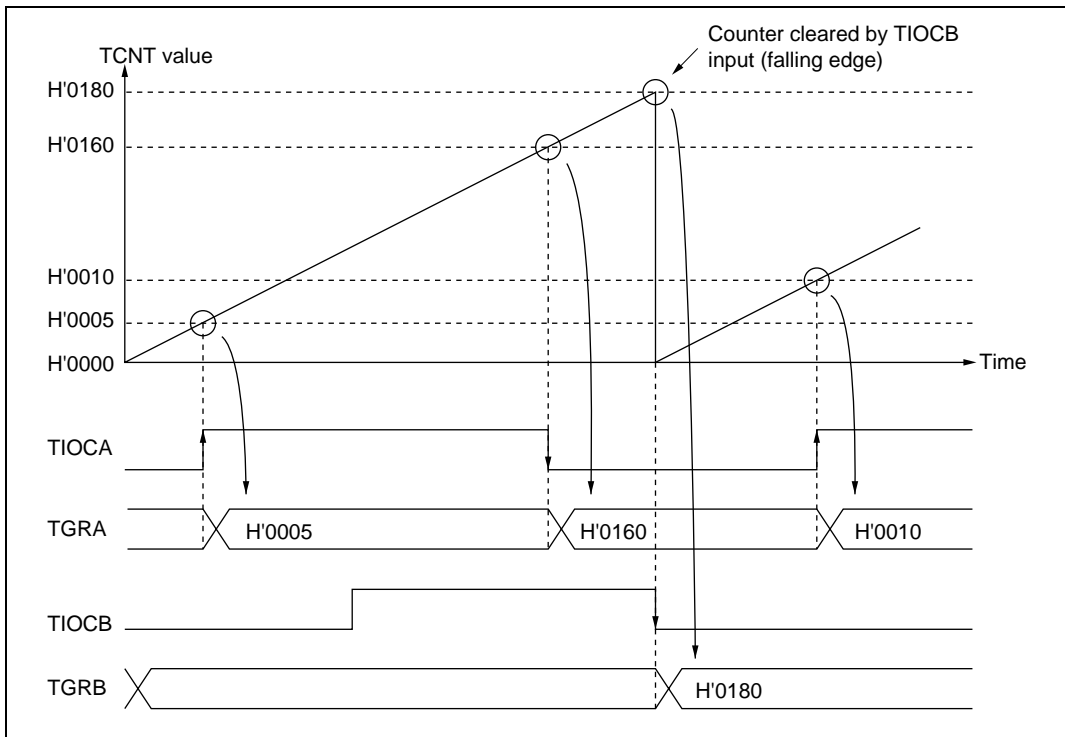 Counter cleared by TIOCB
input (falling edge)
TCNT value
H'0180
H'0160
H'0010
H'0005
H'0000
Time
TIOCA
TGRA
H'0005
H'0160
H'0010
TIOCB
TGRB
H'0180